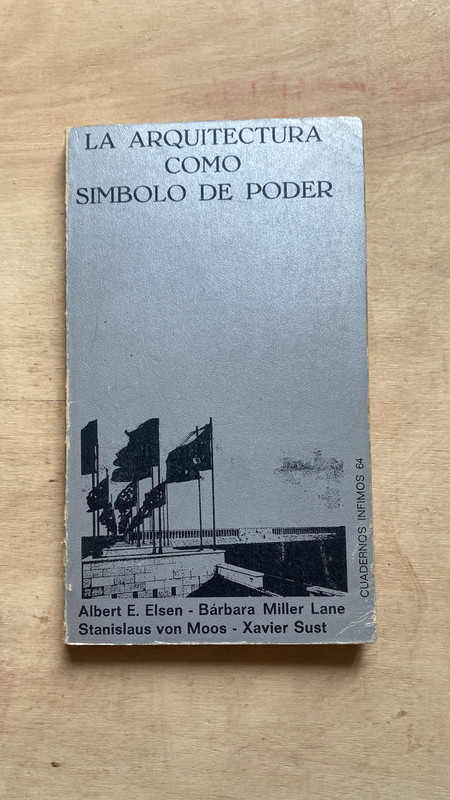 LA ARQUITECTURA
COMO
SIMBOLO DE PODER
CUADERNOS INFIMOS 64
Albert E. Elsen - Bárbara Miller Lane
Stanislaus von Moos - Xavier Sust